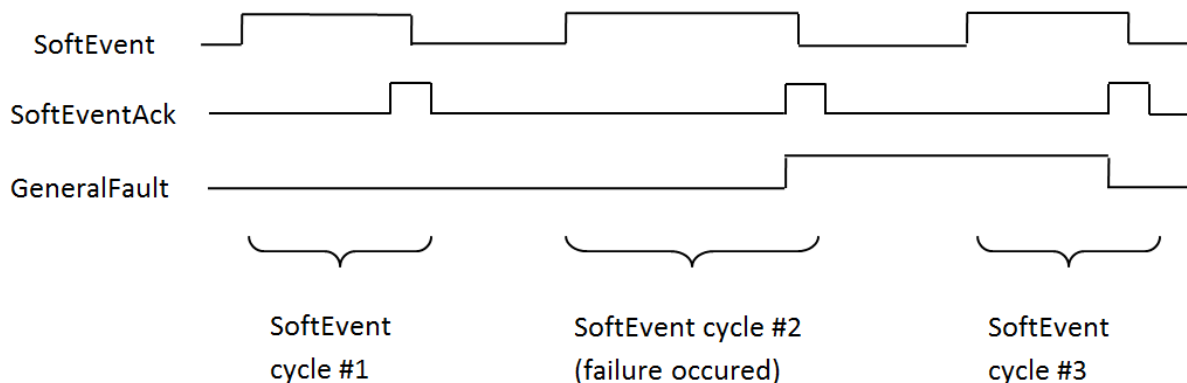 SoftEvent
SoftEventAck
GeneralFault
SoftEvent
cycle #1
SoftEvent cycle #2
(failure occured)
SoftEvent
cycle #3